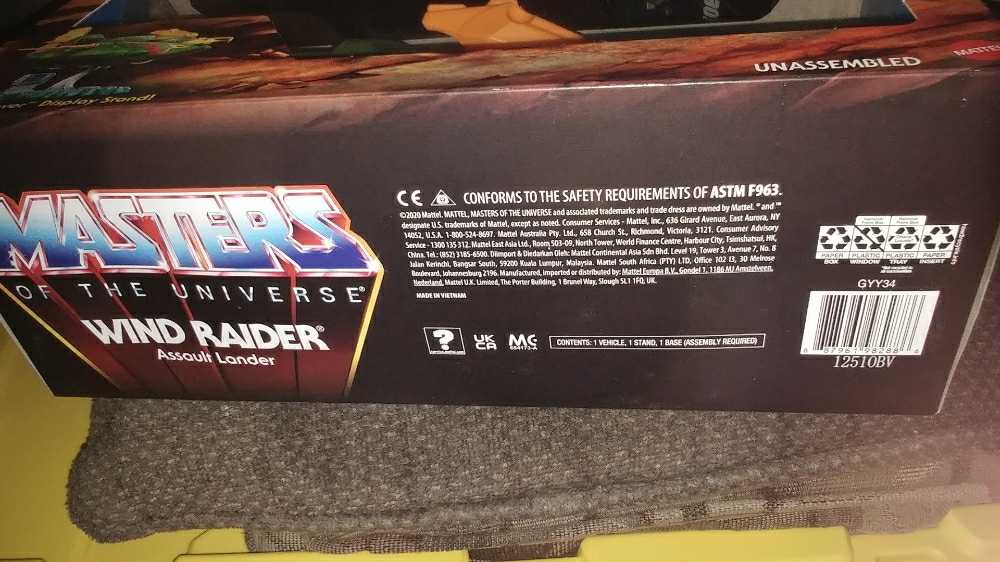 UNASSEMBLED
Display Stand!
MASTERS
OF THE UNIVERSE®
WIND RAIDER®
Assault Lander
CE CONFORMS TO THE SAFETY REQUIREMENTS OF ASTM F963.
©2020 Mattel. MATTEL, MASTERS OF THE UNIVERSE and associated trademarks and trade dress are owned by Mattel. ® and ™
designate U.S. trademarks of Mattel, except as noted. Consumer Services - Mattel, Inc., 636 Girard Avenue, East Aurora, NY
14052, U.S.A. 1-800-524-8697. Mattel Australia Pty. Ltd., 658 Church St., Richmond, Victoria, 3121. Consumer Advisory
Service - 1300 135 312. Mattel East Asia Ltd., Room 503-09, North Tower, World Finance Centre, Harbour City, Tsimshatsui, HK,
China. Tel.: (852) 3185-6500. Diimport & Diedarkan Oleh: Mattel Continental Asia Sdn Bhd. Level 19, Tower 3, Avenue 7, No. 8
Jalan Kerinchi, Bangsar South, 59200 Kuala Lumpur, Malaysia. Mattel South Africa (PTY) LTD, Office 102 I3, 30 Melrose
Boulevard, Johannesburg 2196. Manufactured, imported or distributed by: Mattel Europa B.V., Gondel 1, 1186 MJ Amstelveen,
Nederland. Mattel U.K. Limited, The Porter Building, 1 Brunel Way, Slough SL1 1FQ, UK.
MADE IN VIETNAM
?
UK
CA
MC
CONTENTS: 1 VEHICLE, 1 STAND, 1 BASE (ASSEMBLY REQUIRED)
PAPER PLASTIC PLASTIC PAPER
BOX WINDOW TRAY INSERT
GYY34
8 87961 98288 6
12510BV